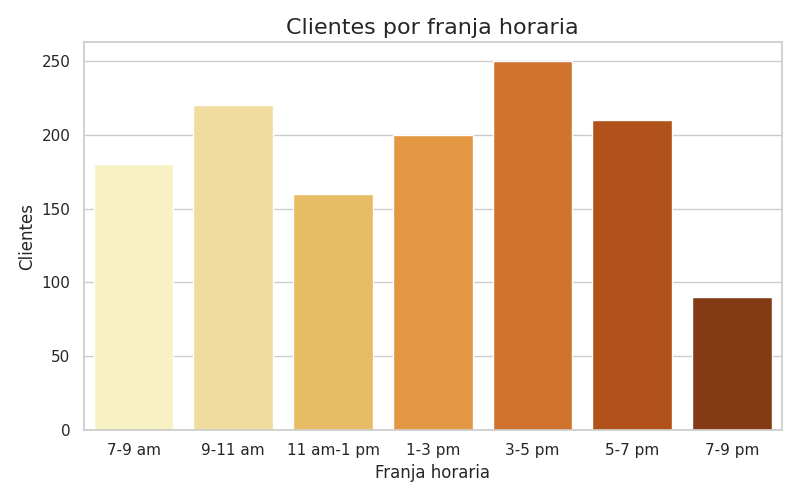 Clientes por franja horaria
250
200
150
100
50
0
Clientes
7-9 am
9-11 am
11 am-1 pm
1-3 pm
3-5 pm
5-7 pm
7-9 pm
Franja horaria